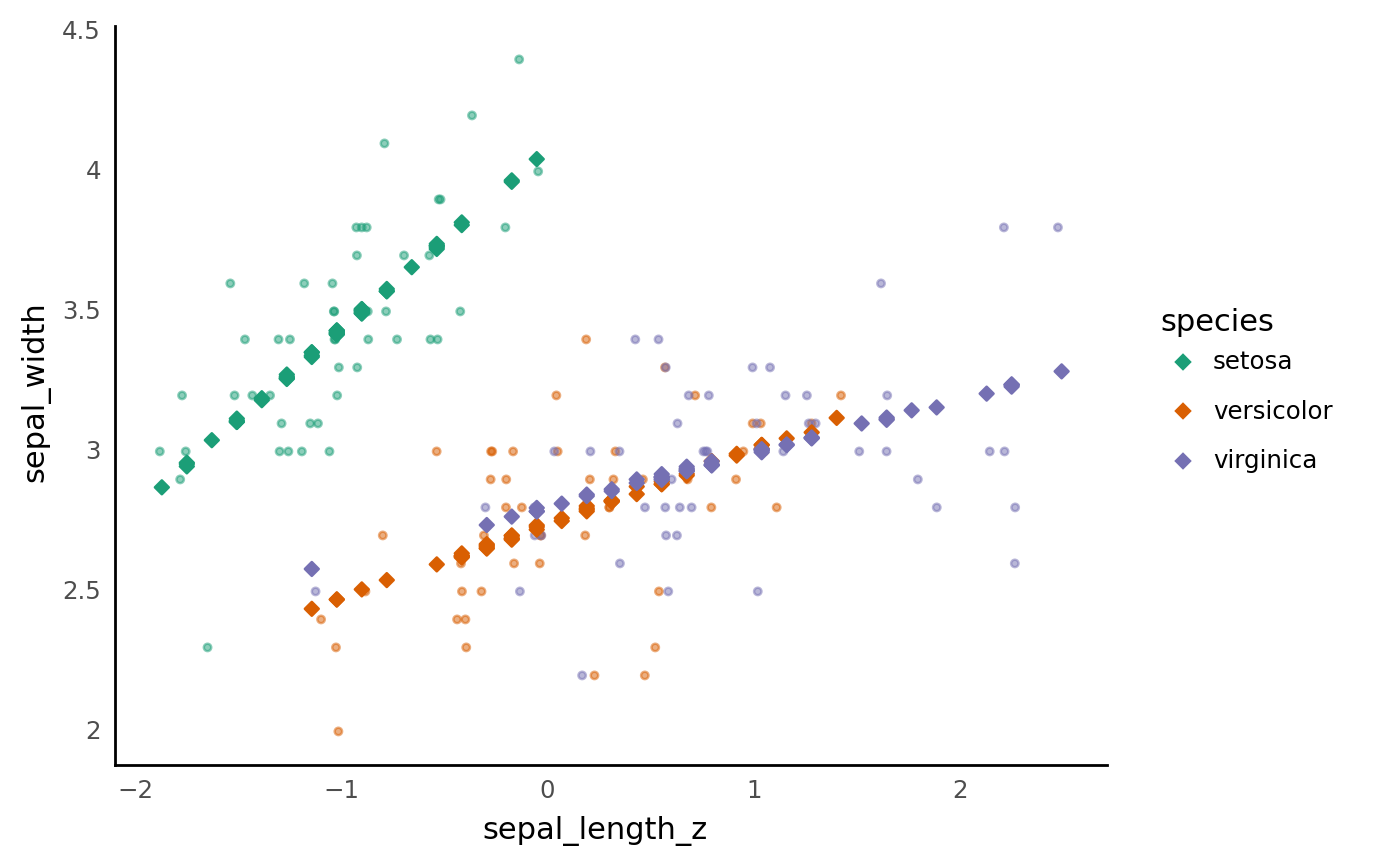 4.5
4
3.5
3
2.5
2
sepal_width
−2 −1 0 1 2
sepal_length_z
species
setosa
versicolor
virginica